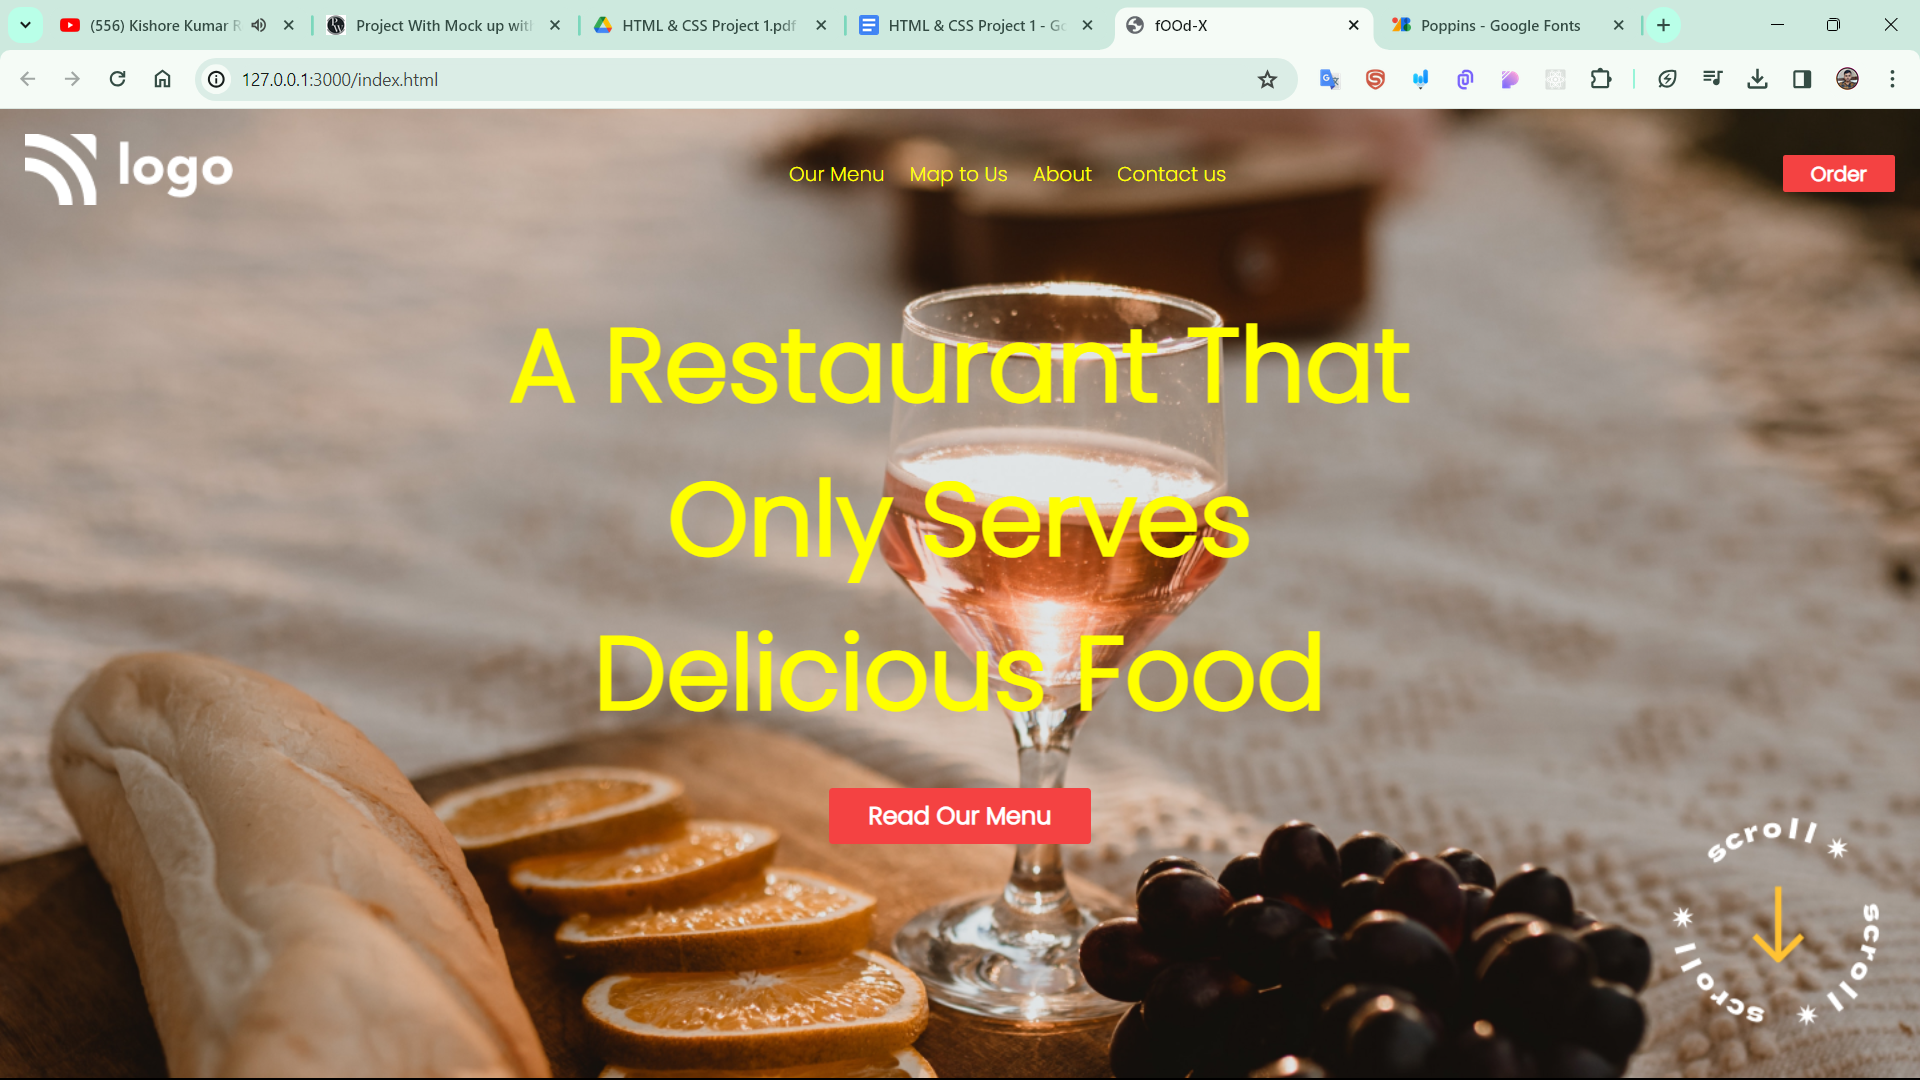 (556) Kishore Kumar R
Project With Mock up wit
HTML & CSS Project 1.pdf
HTML & CSS Project 1 - Go
fOOd-X
Poppins - Google Fonts
127.0.0.1:3000/index.html
logo
Our Menu
Map to Us
About
Contact us
Order
A Restaurant That
Only Serves
Delicious Food
Read Our Menu
scroll
scroll
scroll